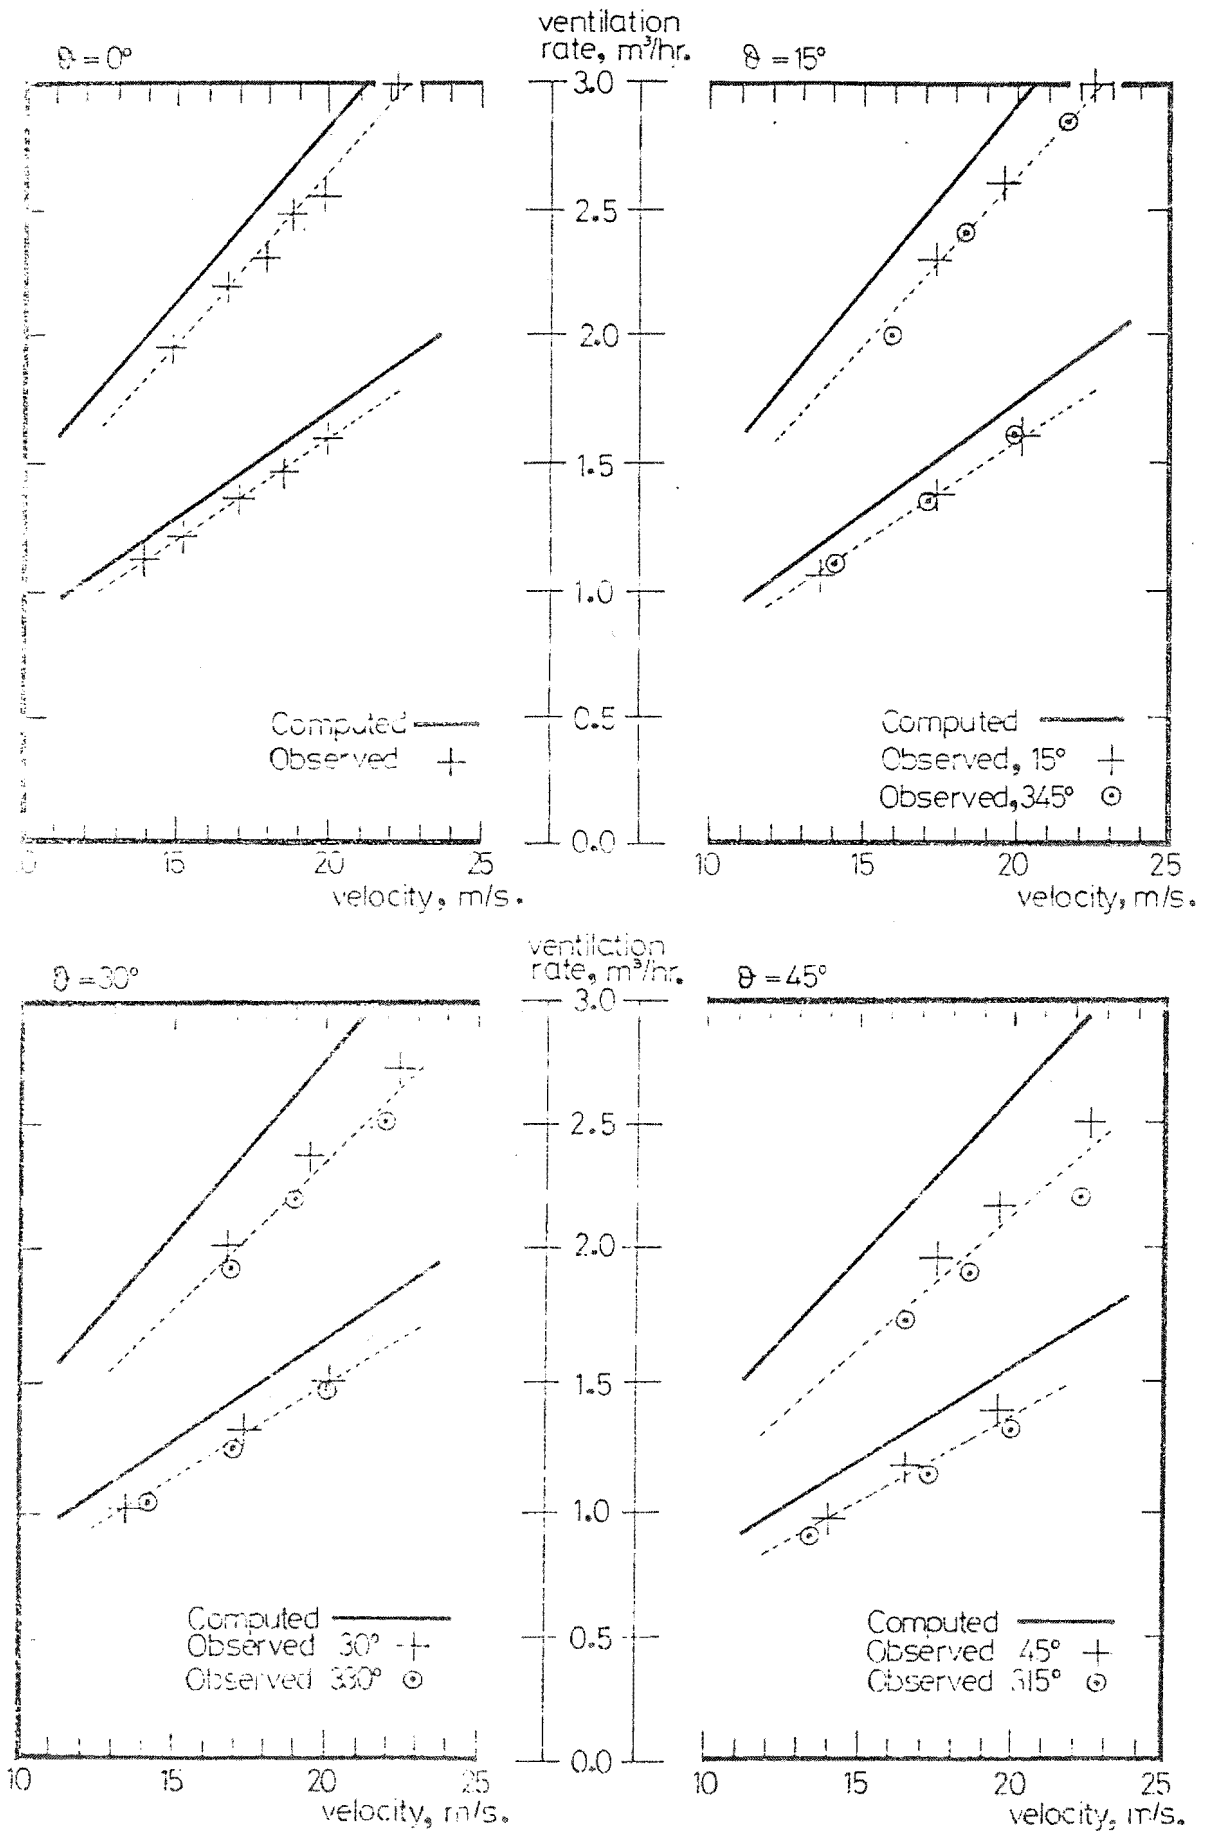 ϑ = 0°
ventilation
rate, m³/hr.
ϑ = 15°
3.0
2.5
2.0
1.5
1.0
0.5
0.0
Computed
Observed
Computed
Observed, 15°
Observed, 345°
15 20 25
velocity, m/s.
10 15 20 25
velocity, m/s.
ϑ = 30°
ventilation
rate, m³/hr.
ϑ = 45°
3.0
2.5
2.0
1.5
1.0
0.5
0.0
Computed
Observed 30°
Observed 330°
Computed
Observed 45°
Observed 315°
10 15 20 25
velocity, m/s.
10 15 20 25
velocity, m/s.